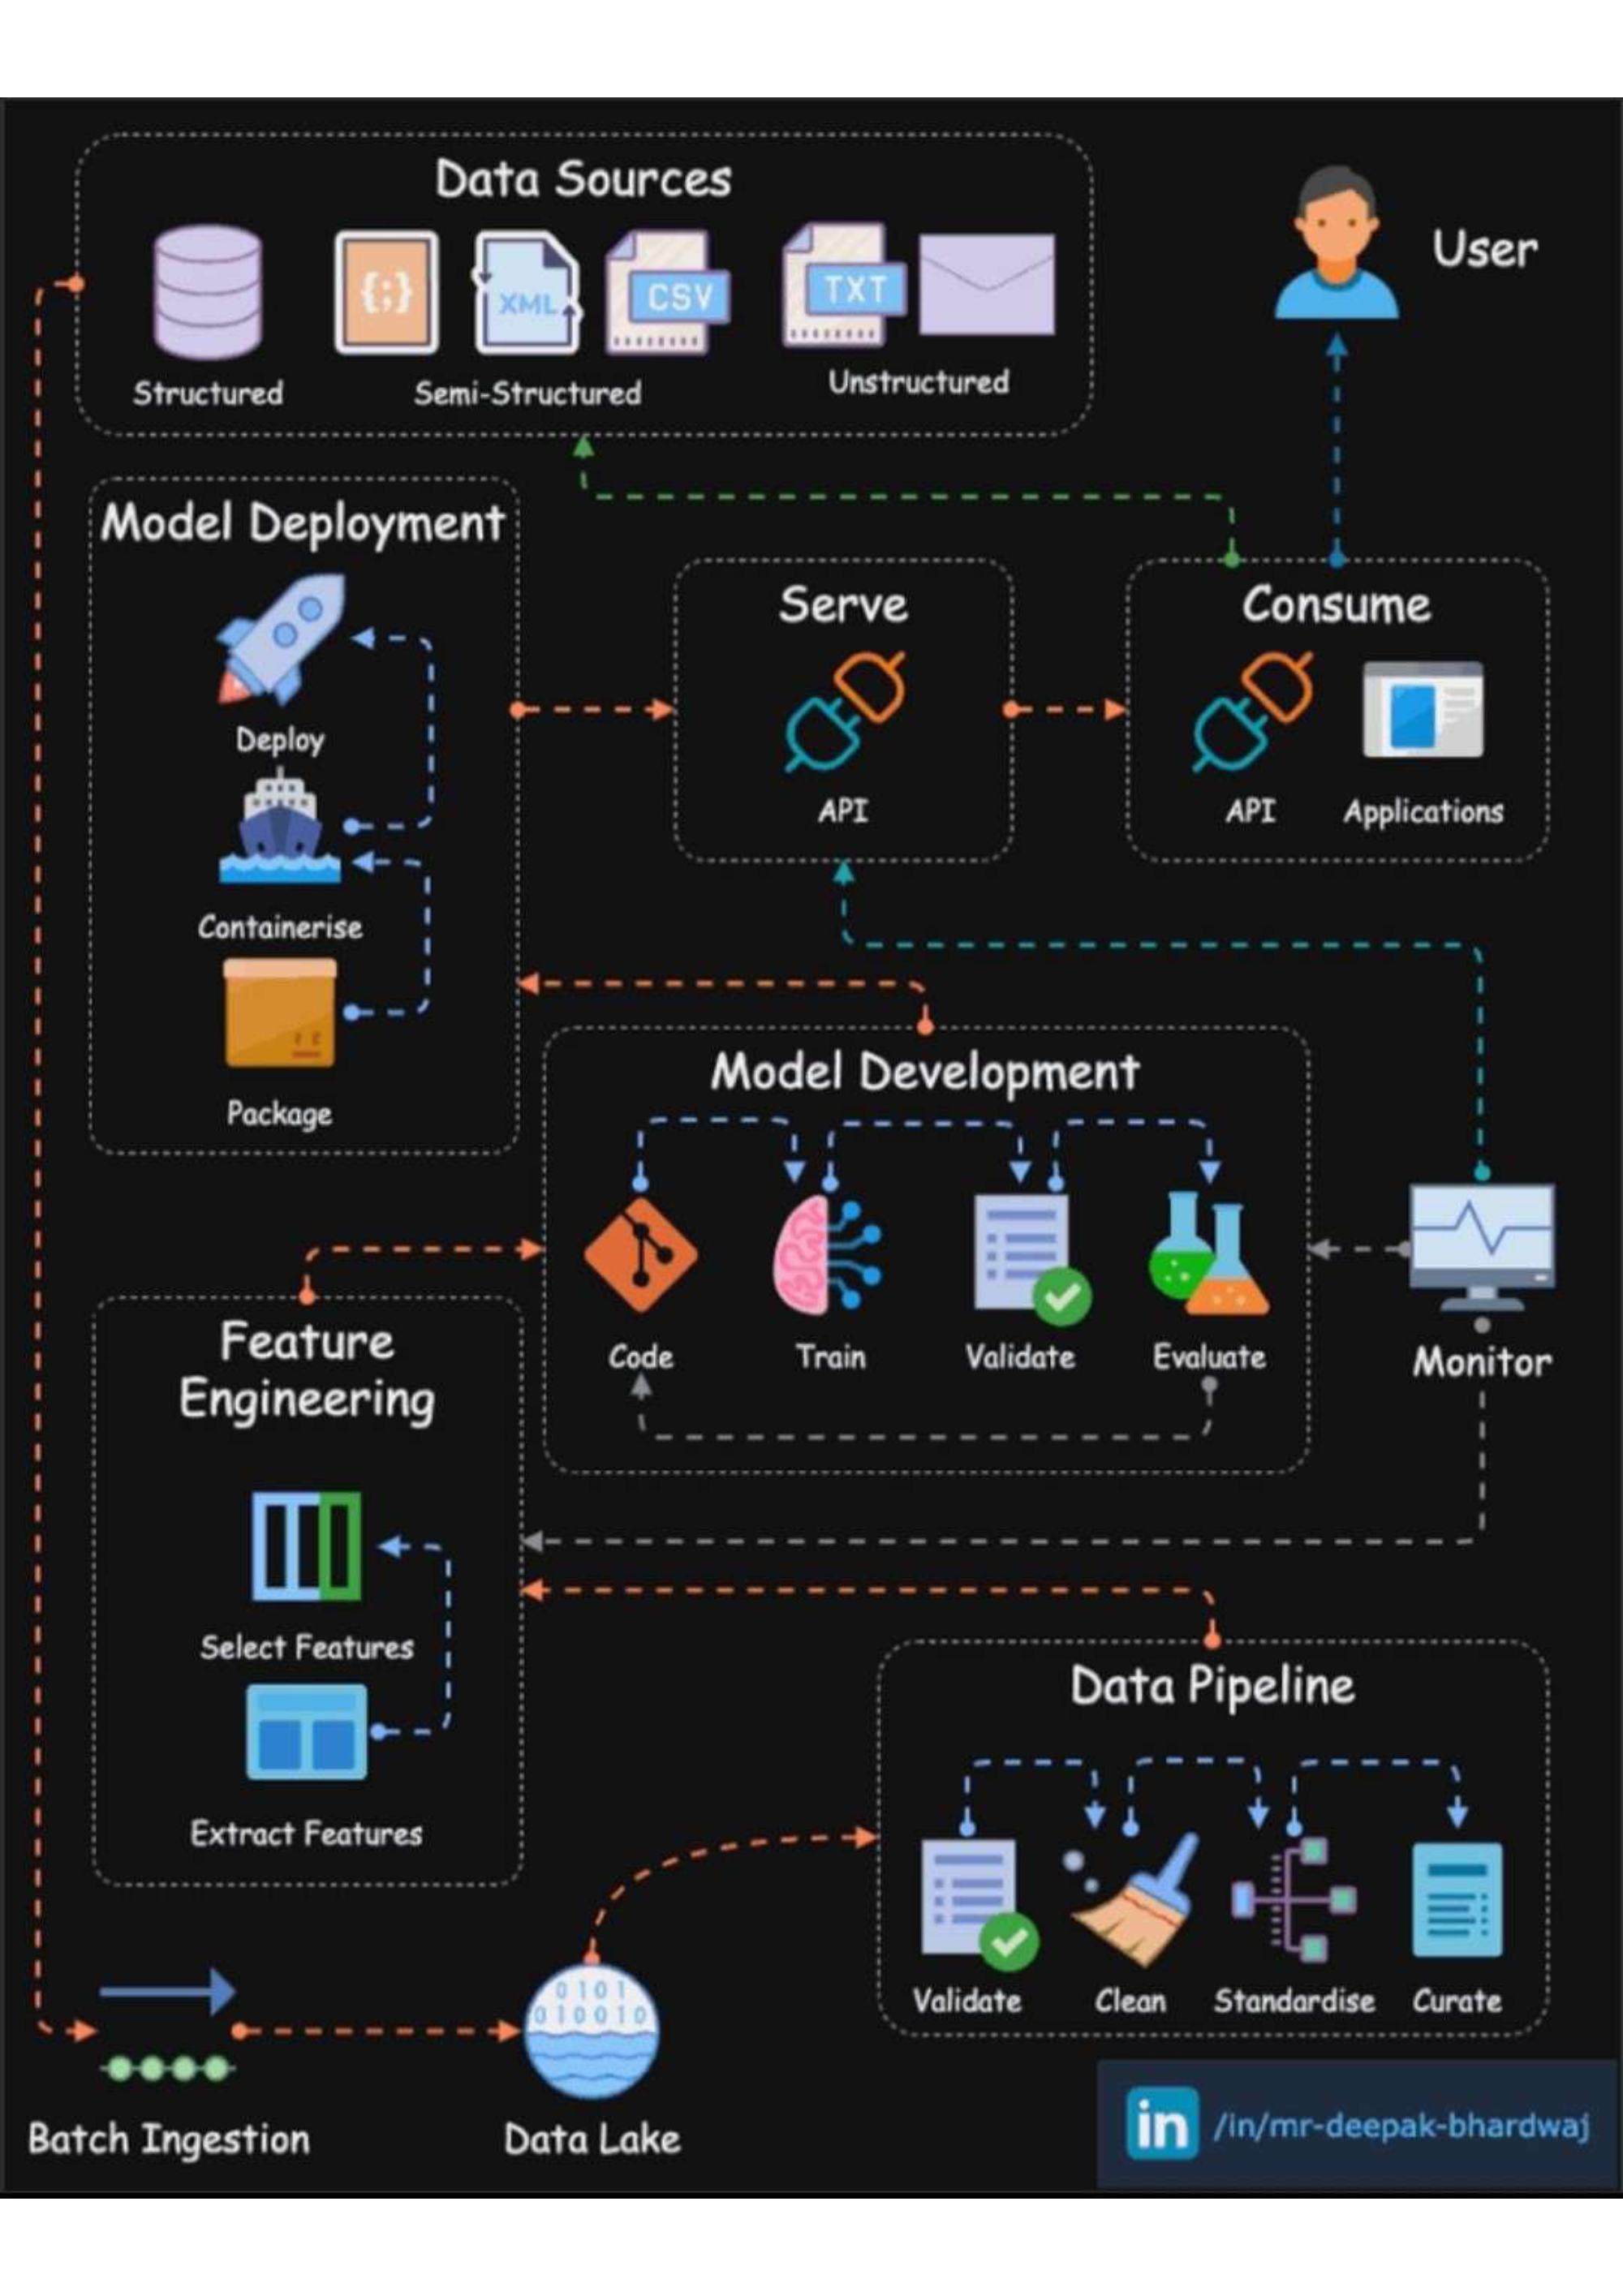 Data Sources
User
{;}
XML
CSV
TXT
Structured
Semi-Structured
Unstructured
Model Deployment
Deploy
Containerise
Package
Serve
API
Consume
API
Applications
Model Development
Code
Train
Validate
Evaluate
Monitor
Feature
Engineering
Select Features
Extract Features
Data Pipeline
Validate
Clean
Standardise
Curate
0101
010010
Batch Ingestion
Data Lake
in /in/mr-deepak-bhardwaj